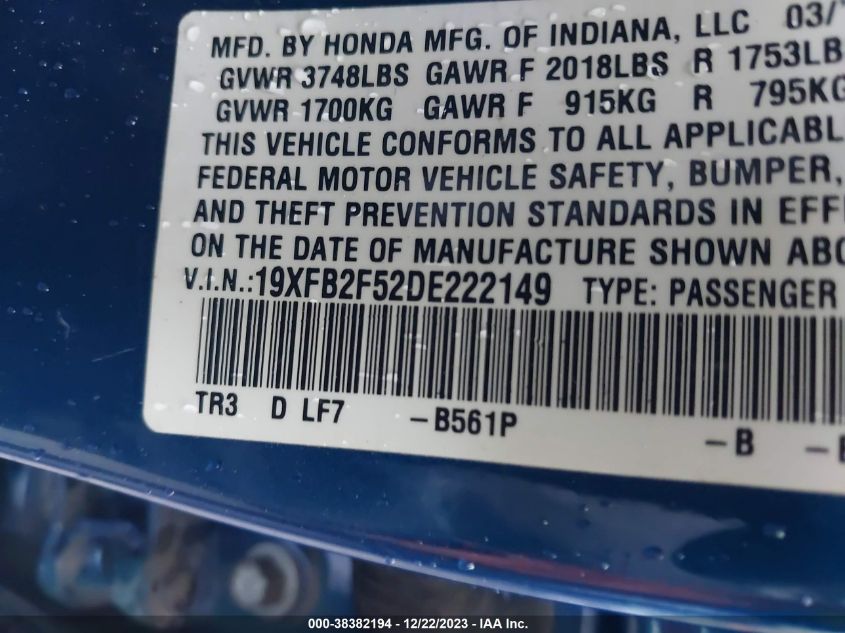 MFD. BY HONDA MFG. OF INDIANA, LLC 03/
GVWR 3748LBS GAWR F 2018LBS R 1753LB
GVWR 1700KG GAWR F 915KG R 795KG
THIS VEHICLE CONFORMS TO ALL APPLICABL
FEDERAL MOTOR VEHICLE SAFETY, BUMPER,
AND THEFT PREVENTION STANDARDS IN EFF
ON THE DATE OF MANUFACTURE SHOWN ABO
V.I.N.:19XFB2F52DE222149 TYPE: PASSENGER
TR3 D LF7 -B561P -B -B
000-38382194 - 12/22/2023 - IAA Inc.